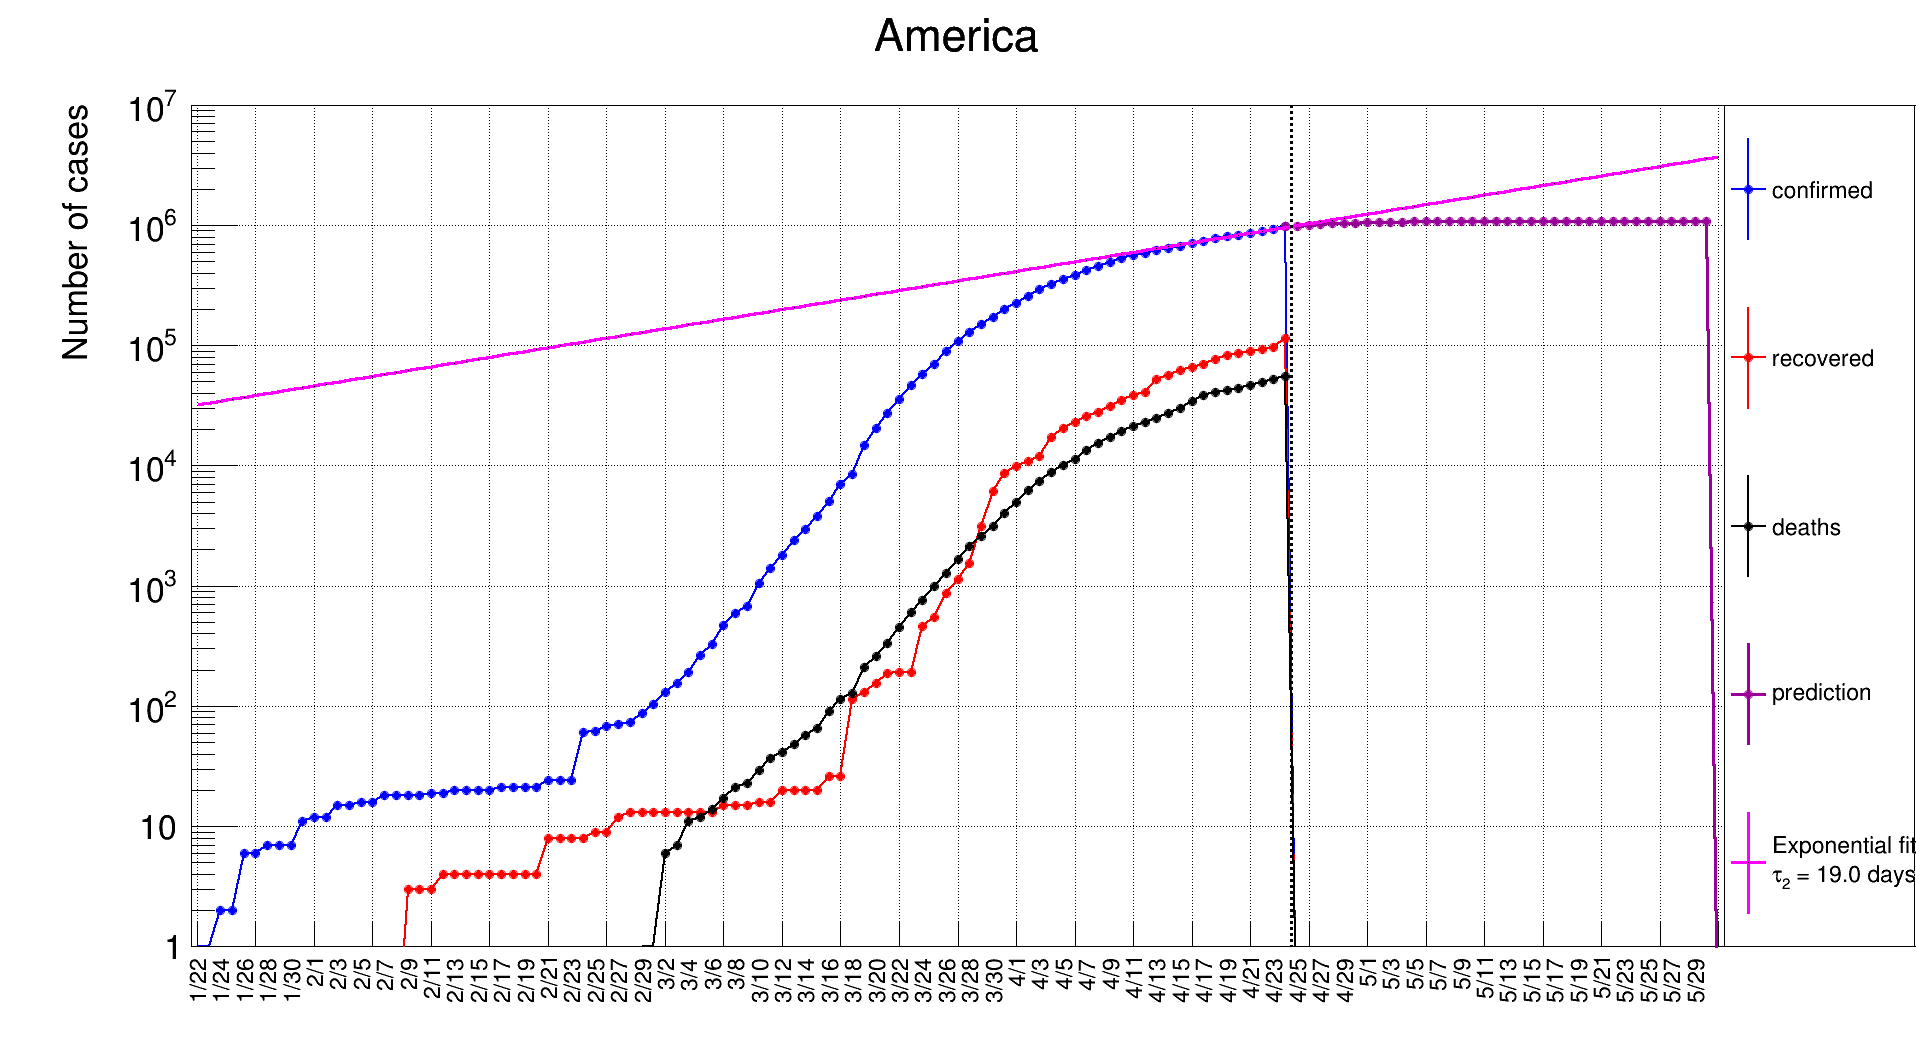 America
Number of cases
10^7
10^6
10^5
10^4
10^3
10^2
10
1
1/22 1/24 1/26 1/28 1/30 2/1 2/3 2/5 2/7 2/9 2/11 2/13 2/15 2/17 2/19 2/21 2/23 2/25 2/27 2/29 3/2 3/4 3/6 3/8 3/10 3/12 3/14 3/16 3/18 3/20 3/22 3/24 3/26 3/28 3/30 4/1 4/3 4/5 4/7 4/9 4/11 4/13 4/15 4/17 4/19 4/21 4/23 4/25 4/27 4/29 5/1 5/3 5/5 5/7 5/9 5/11 5/13 5/15 5/17 5/19 5/21 5/23 5/25 5/27 5/29
confirmed
recovered
deaths
prediction
Exponential fit
τ₂ = 19.0 days